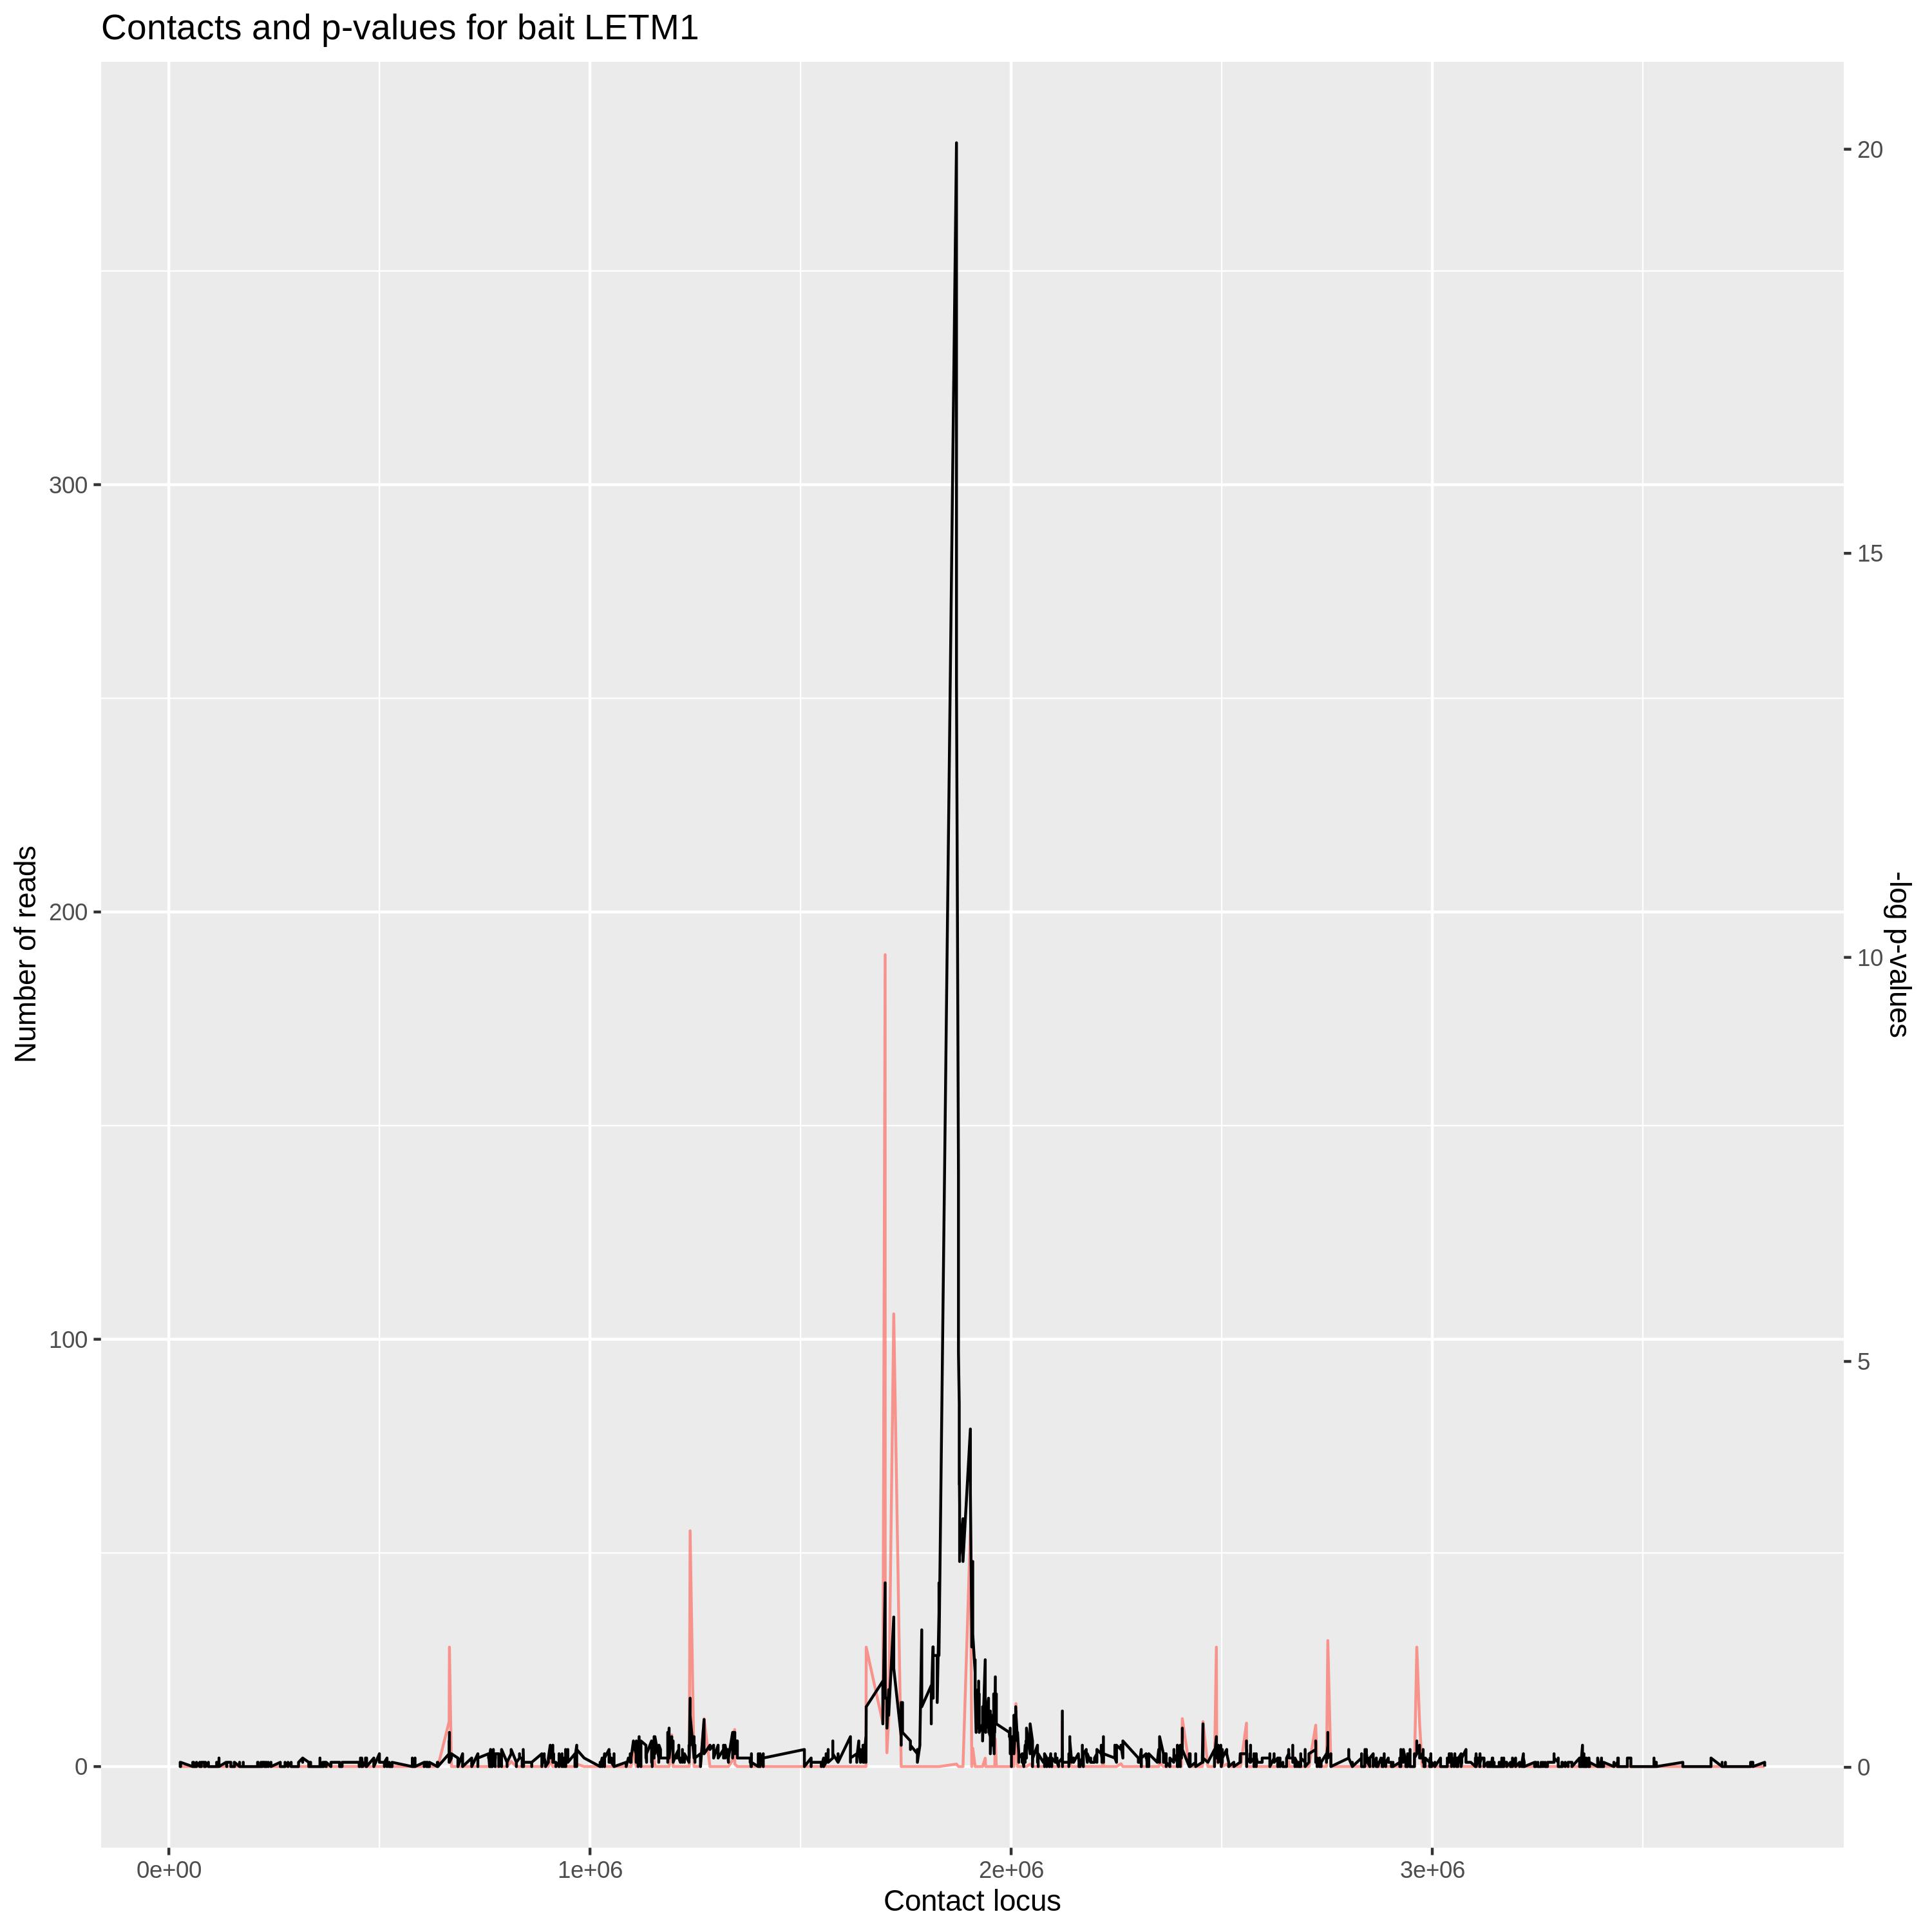 Contacts and p-values for bait LETM1
Number of reads
300
200
100
0
20
15
10
5
0
-log p-values
0e+00
1e+06
2e+06
3e+06
Contact locus